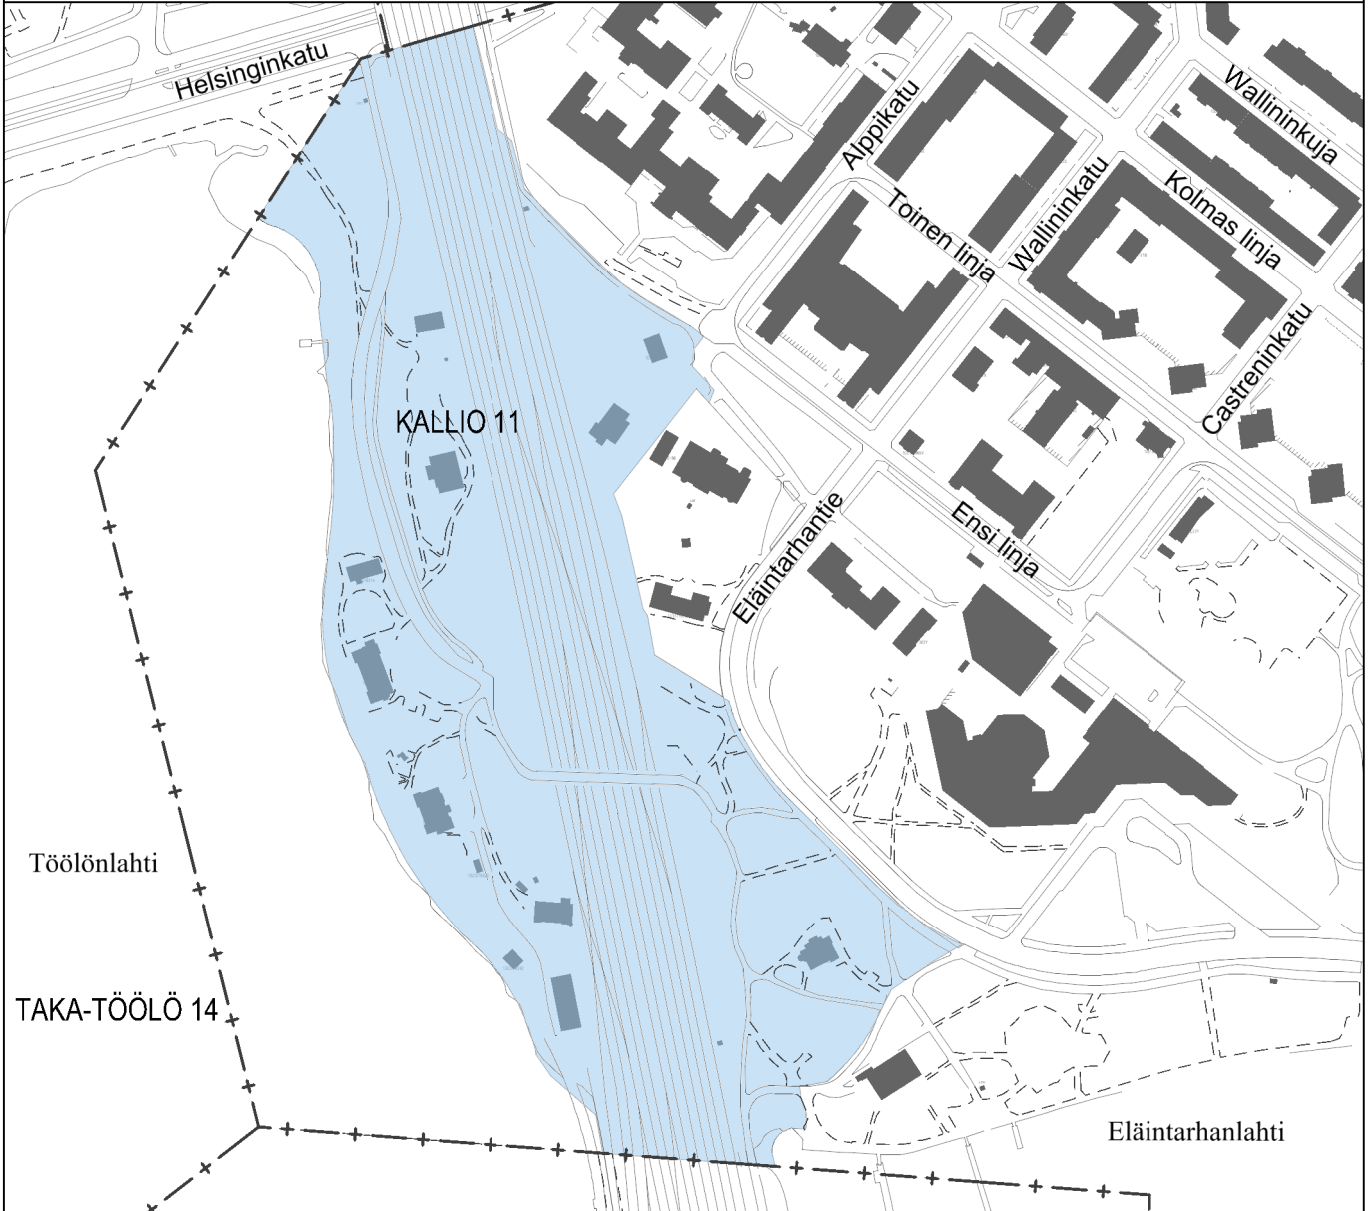 Helsinginkatu
Alppikatu
Wallininkuja
Toinen linja
Wallininkatu
Kolmas linja
Castreninkatu
KALLIO 11
Eläintarhantie
Ensi linja
Töölönlahti
TAKA-TÖÖLÖ 14
Eläintarhanlahti